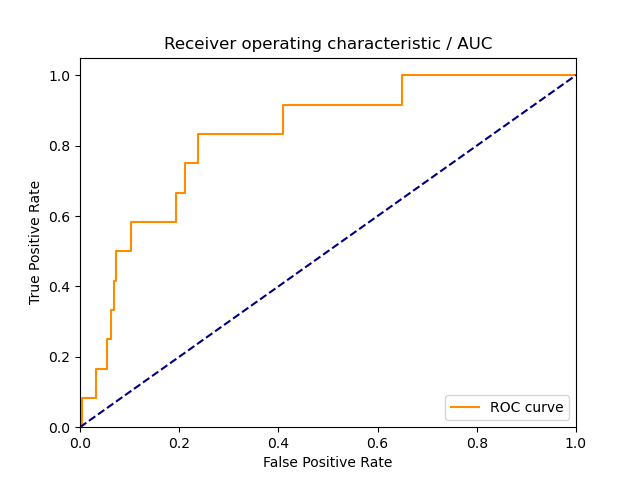 Receiver operating characteristic / AUC
True Positive Rate
1.0
0.8
0.6
0.4
0.2
0.0
0.0 0.2 0.4 0.6 0.8 1.0
False Positive Rate
ROC curve